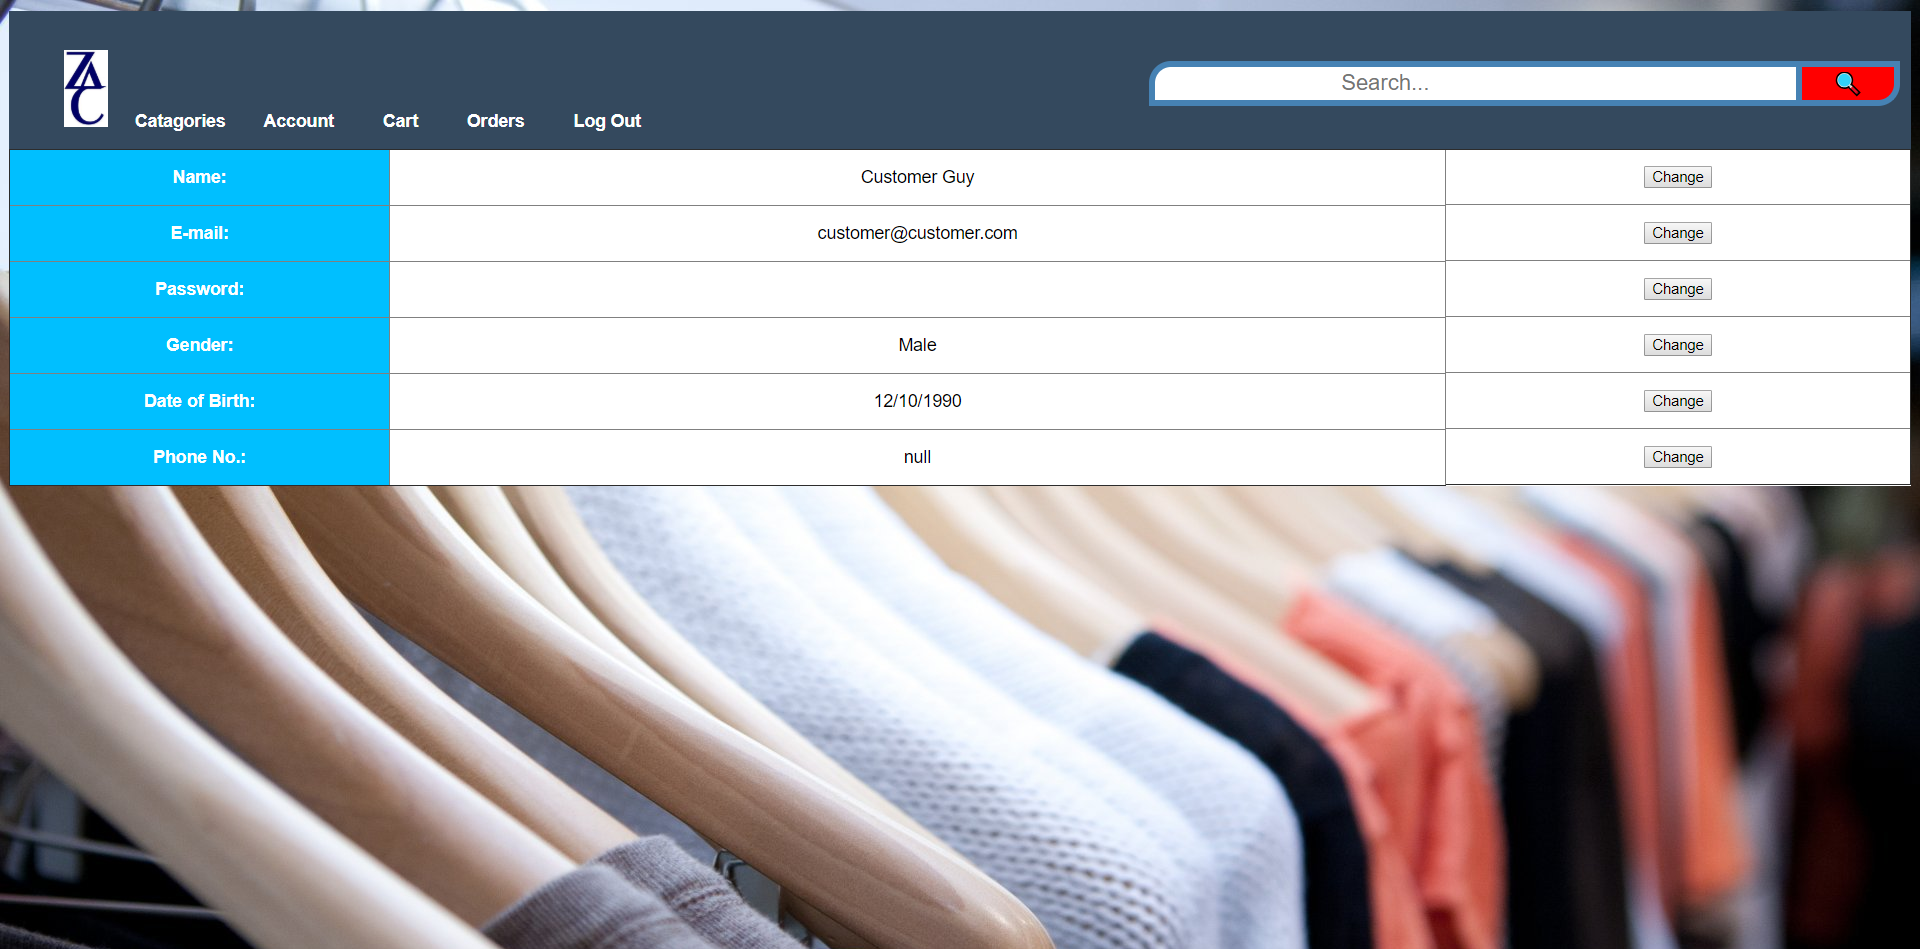 ZAC
Catagories Account Cart Orders Log Out
Search...
Name: Customer Guy Change
E-mail: customer@customer.com Change
Password: Change
Gender: Male Change
Date of Birth: 12/10/1990 Change
Phone No.: null Change